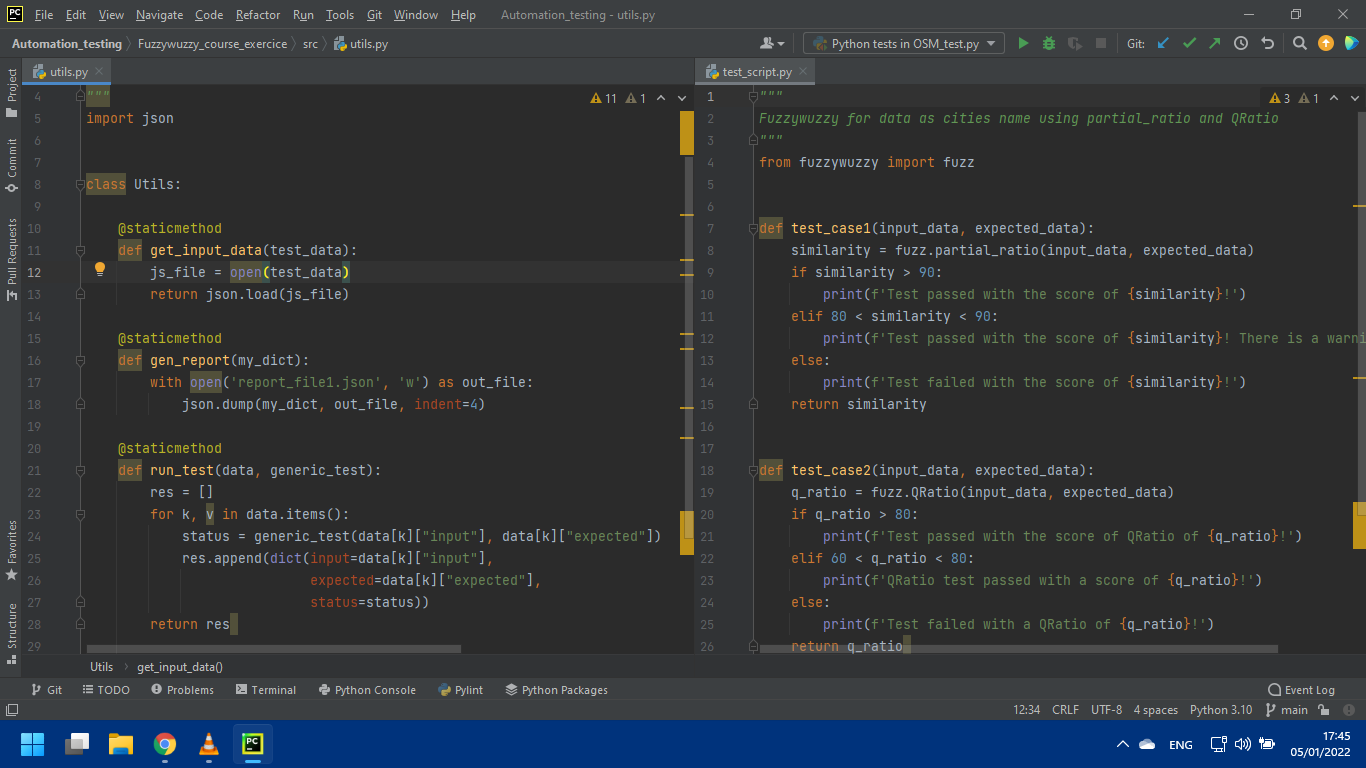 File Edit View Navigate Code Refactor Run Tools Git Window Help Automation_testing - utils.py
Automation_testing Fuzzywuzzy_course_exercice src utils.py Python tests in OSM_test.py Git:
Project
Commit
Pull Requests
Favorites
Structure
utils.py
11 1
4 """
5 import json
6
7
8 class Utils:
9
10 @staticmethod
11 def get_input_data(test_data):
12 js_file = open(test_data)
13 return json.load(js_file)
14
15 @staticmethod
16 def gen_report(my_dict):
17 with open('report_file1.json', 'w') as out_file:
18 json.dump(my_dict, out_file, indent=4)
19
20 @staticmethod
21 def run_test(data, generic_test):
22 res = []
23 for k, v in data.items():
24 status = generic_test(data[k]["input"], data[k]["expected"])
25 res.append(dict(input=data[k]["input"],
26 expected=data[k]["expected"],
27 status=status))
28 return res
29
test_script.py
3 1
1 """
2 Fuzzywuzzy for data as cities name using partial_ratio and QRatio
3 """
4 from fuzzywuzzy import fuzz
5
6
7 def test_case1(input_data, expected_data):
8 similarity = fuzz.partial_ratio(input_data, expected_data)
9 if similarity > 90:
10 print(f'Test passed with the score of {similarity}!')
11 elif 80 < similarity < 90:
12 print(f'Test passed with the score of {similarity}! There is a warni
13 else:
14 print(f'Test failed with the score of {similarity}!')
15 return similarity
16
17
18 def test_case2(input_data, expected_data):
19 q_ratio = fuzz.QRatio(input_data, expected_data)
20 if q_ratio > 80:
21 print(f'Test passed with the score of QRatio of {q_ratio}!')
22 elif 60 < q_ratio < 80:
23 print(f'QRatio test passed with a score of {q_ratio}!')
24 else:
25 print(f'Test failed with a QRatio of {q_ratio}!')
26 return q_ratio
Utils get_input_data()
Git TODO Problems Terminal Python Console Pylint Python Packages Event Log
12:34 CRLF UTF-8 4 spaces Python 3.10 main
PC
ENG
17:45
05/01/2022